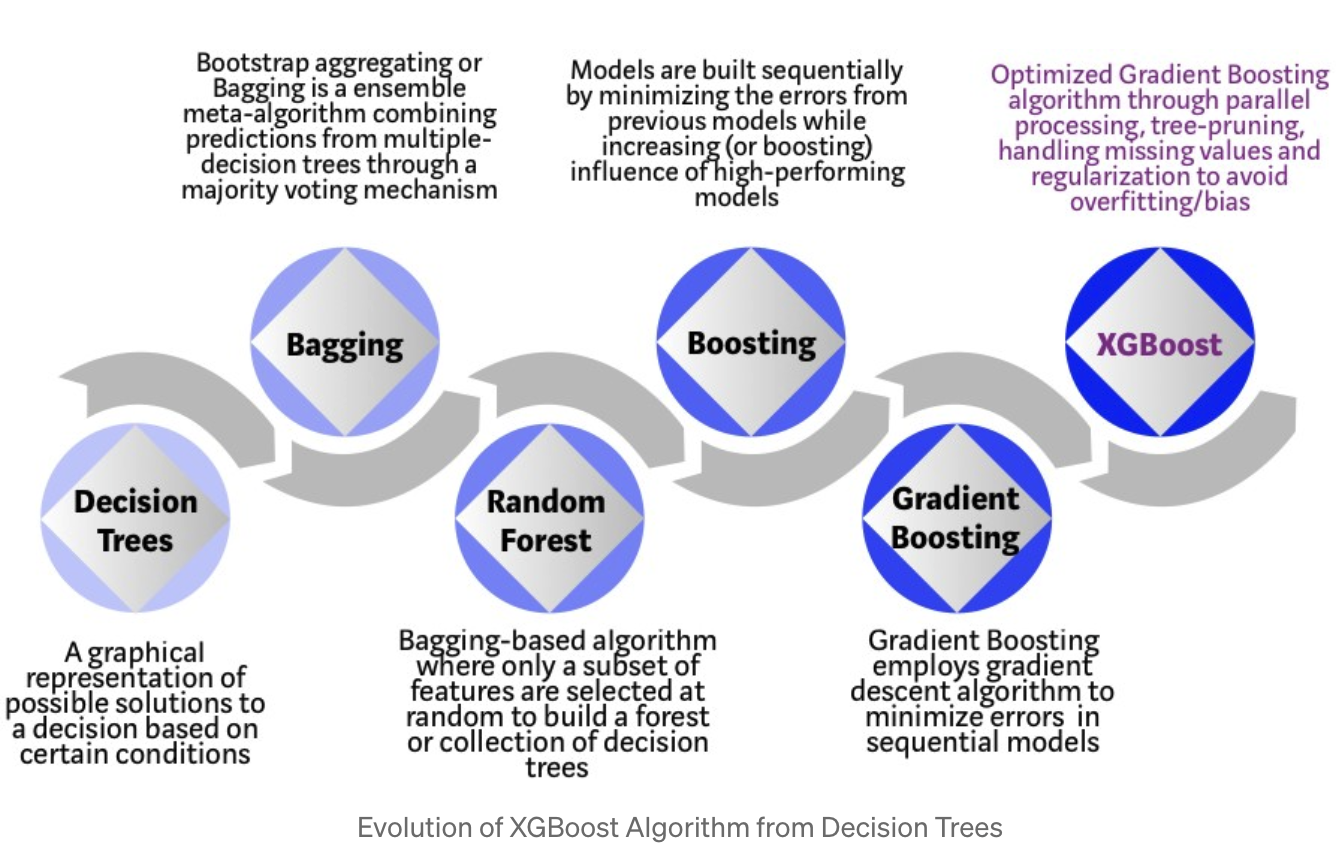 Bootstrap aggregating or
Bagging is a ensemble
meta-algorithm combining
predictions from multiple-
decision trees through a
majority voting mechanism
Models are built sequentially
by minimizing the errors from
previous models while
increasing (or boosting)
influence of high-performing
models
Optimized Gradient Boosting
algorithm through parallel
processing, tree-pruning,
handling missing values and
regularization to avoid
overfitting/bias
Bagging
Boosting
XGBoost
Decision
Trees
Random
Forest
Gradient
Boosting
A graphical
representation of
possible solutions to
a decision based on
certain conditions
Bagging-based algorithm
where only a subset of
features are selected at
random to build a forest
or collection of decision
trees
Gradient Boosting
employs gradient
descent algorithm to
minimize errors in
sequential models
Evolution of XGBoost Algorithm from Decision Trees